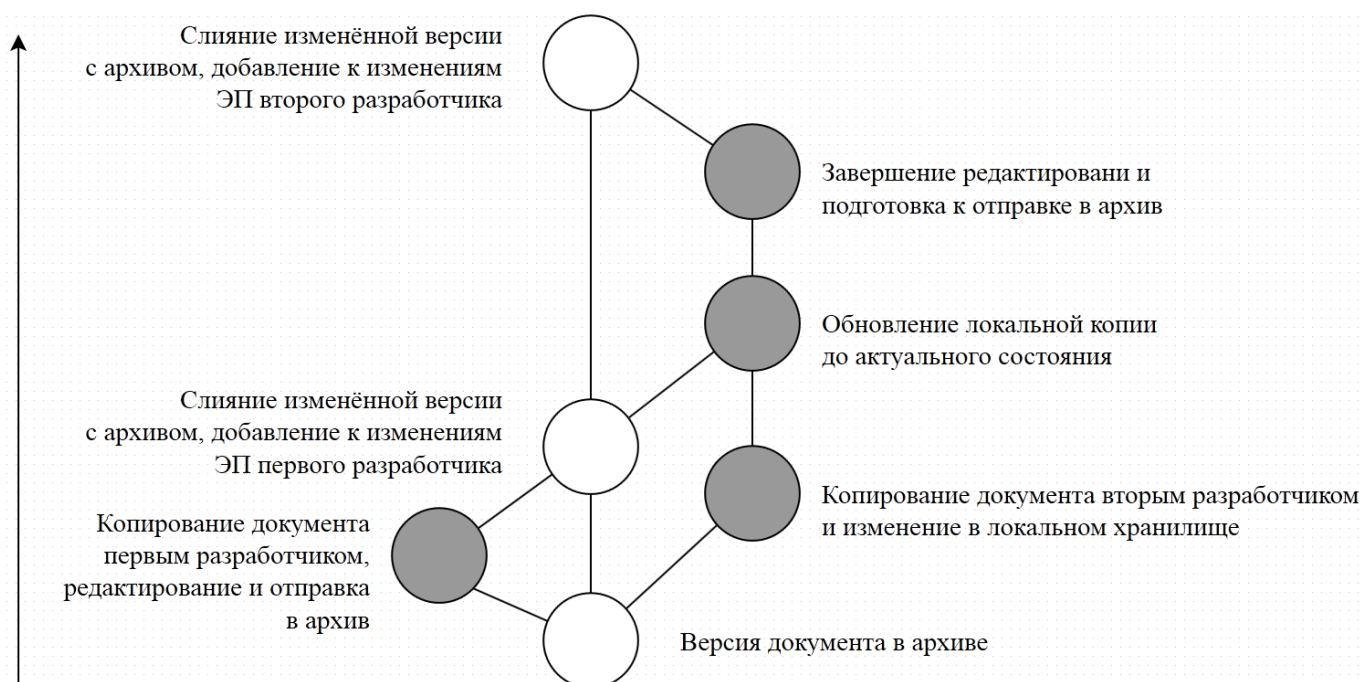 Слияние изменённой версии
с архивом, добавление к изменениям
ЭП второго разработчика
Завершение редактировани и
подготовка к отправке в архив
Обновление локальной копии
до актуального состояния
Слияние изменённой версии
с архивом, добавление к изменениям
ЭП первого разработчика
Копирование документа вторым разработчиком
и изменение в локальном хранилище
Копирование документа
первым разработчиком,
редактирование и отправка
в архив
Версия документа в архиве